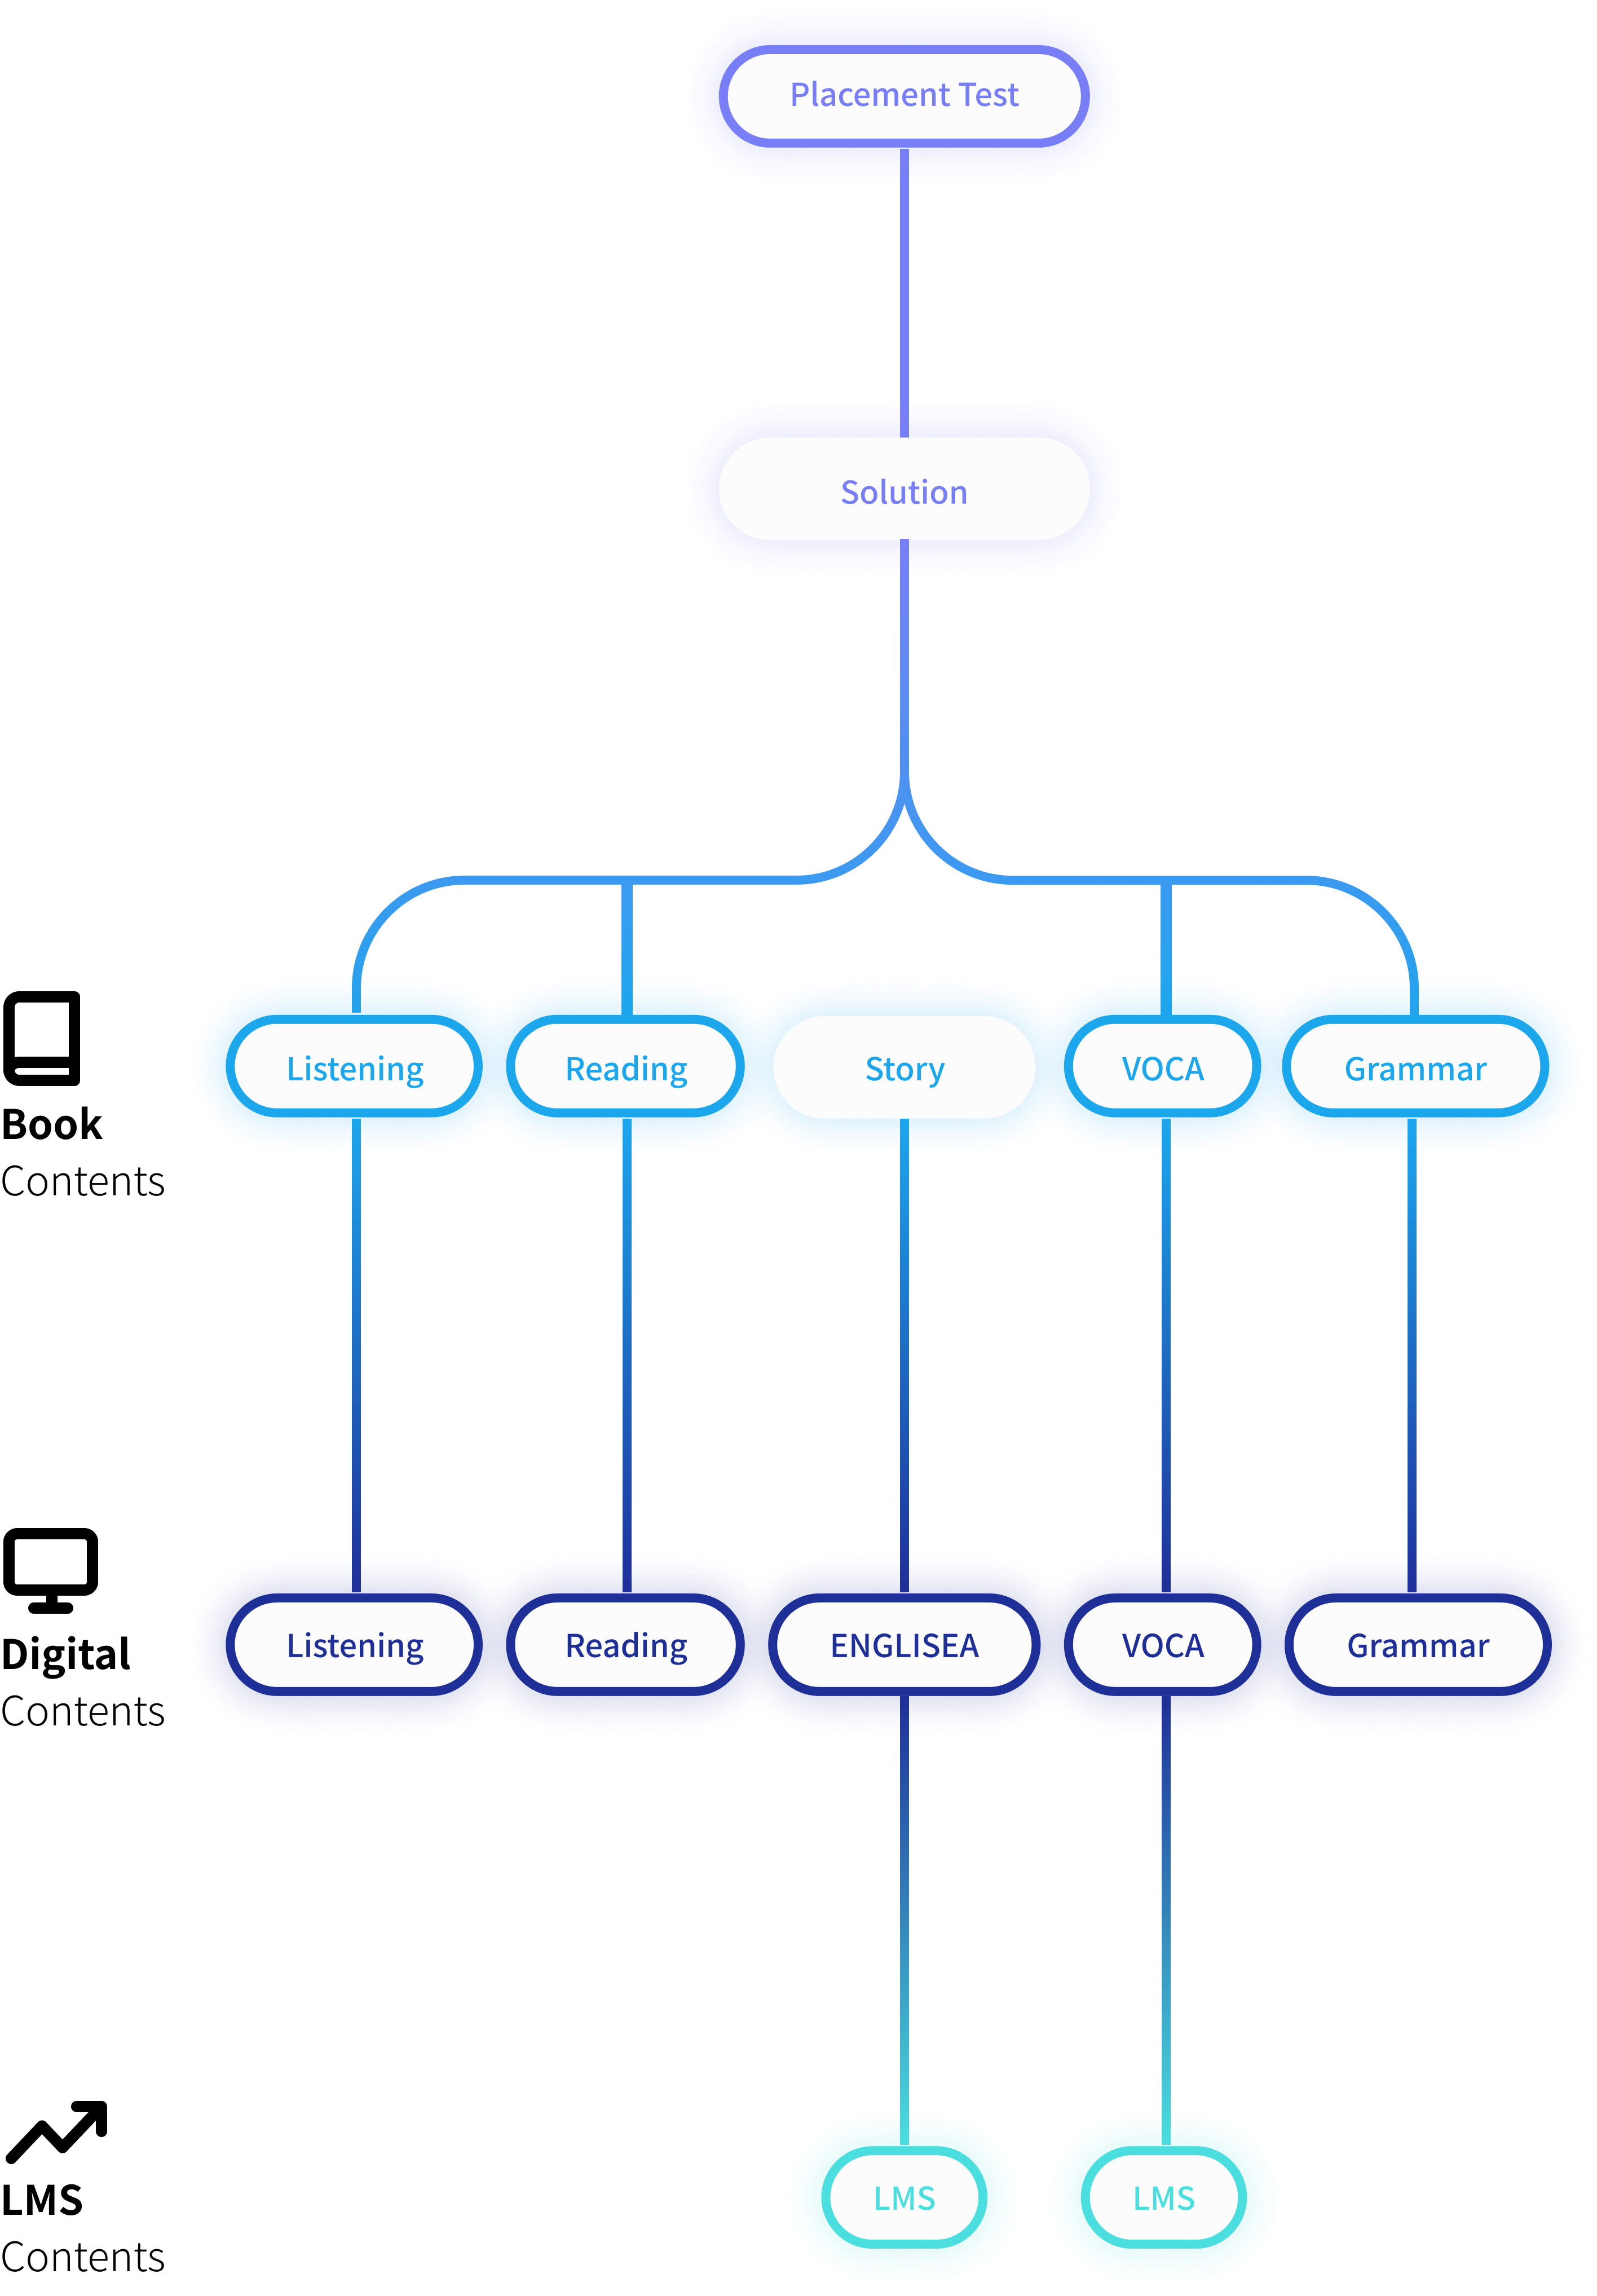 Placement Test
Solution
Listening
Reading
Story
VOCA
Grammar
Book
Contents
Listening
Reading
ENGLISEA
VOCA
Grammar
Digital
Contents
LMS
LMS
LMS
Contents